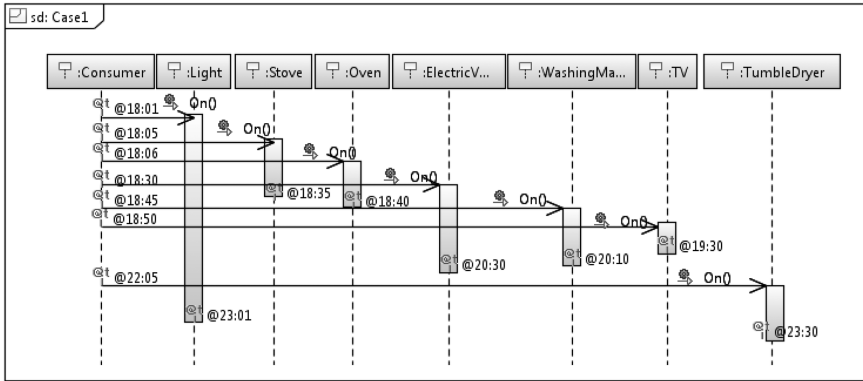 sd: Case1
:Consumer :Light :Stove :Oven :ElectricV... :WashingMa... :TV :TumbleDryer
@18:01 On()
@18:05 On()
@18:06 On()
@18:30 On()
@18:35
@18:45 On()
@18:40
@18:50 On()
@19:30
@20:30
@20:10
@22:05 On()
@23:01
@23:30